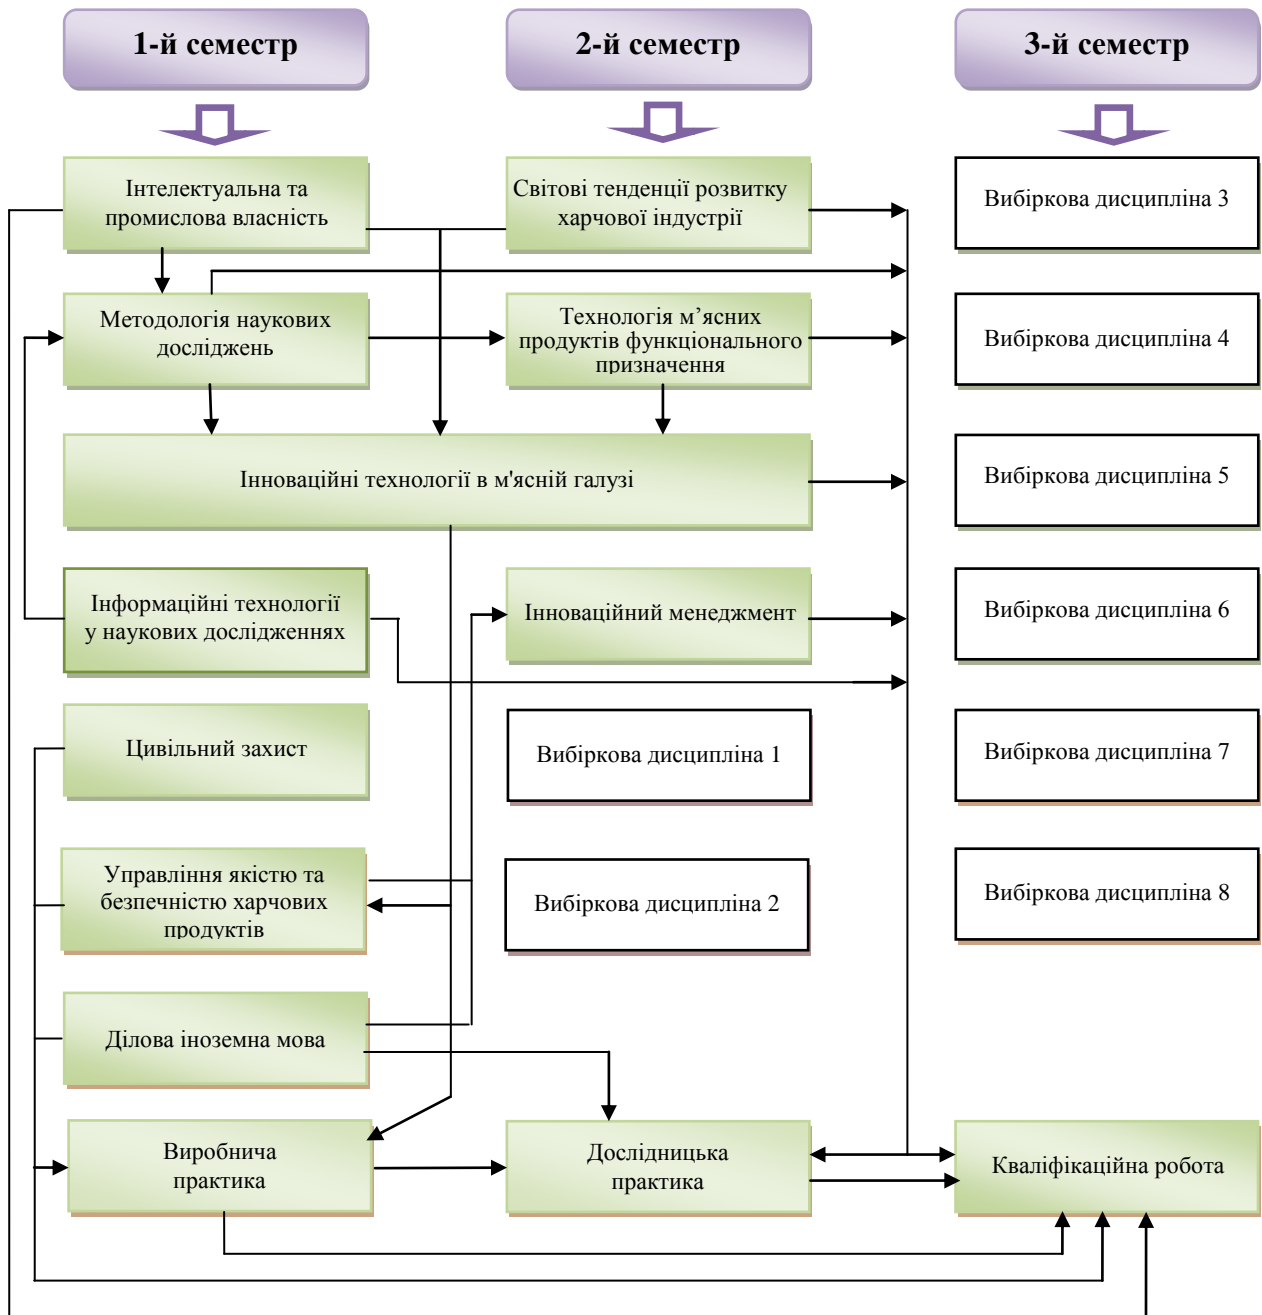 1-й семестр
2-й семестр
3-й семестр
Інтелектуальна та
промислова власність
Світові тенденції розвитку
харчової індустрії
Вибіркова дисципліна 3
Методологія наукових
досліджень
Технологія м’ясних
продуктів функціонального
призначення
Вибіркова дисципліна 4
Інноваційні технології в м'ясній галузі
Вибіркова дисципліна 5
Інформаційні технології
у наукових дослідженнях
Інноваційний менеджмент
Вибіркова дисципліна 6
Цивільний захист
Вибіркова дисципліна 1
Вибіркова дисципліна 7
Управління якістю та
безпечністю харчових
продуктів
Вибіркова дисципліна 2
Вибіркова дисципліна 8
Ділова іноземна мова
Виробнича
практика
Дослідницька
практика
Кваліфікаційна робота